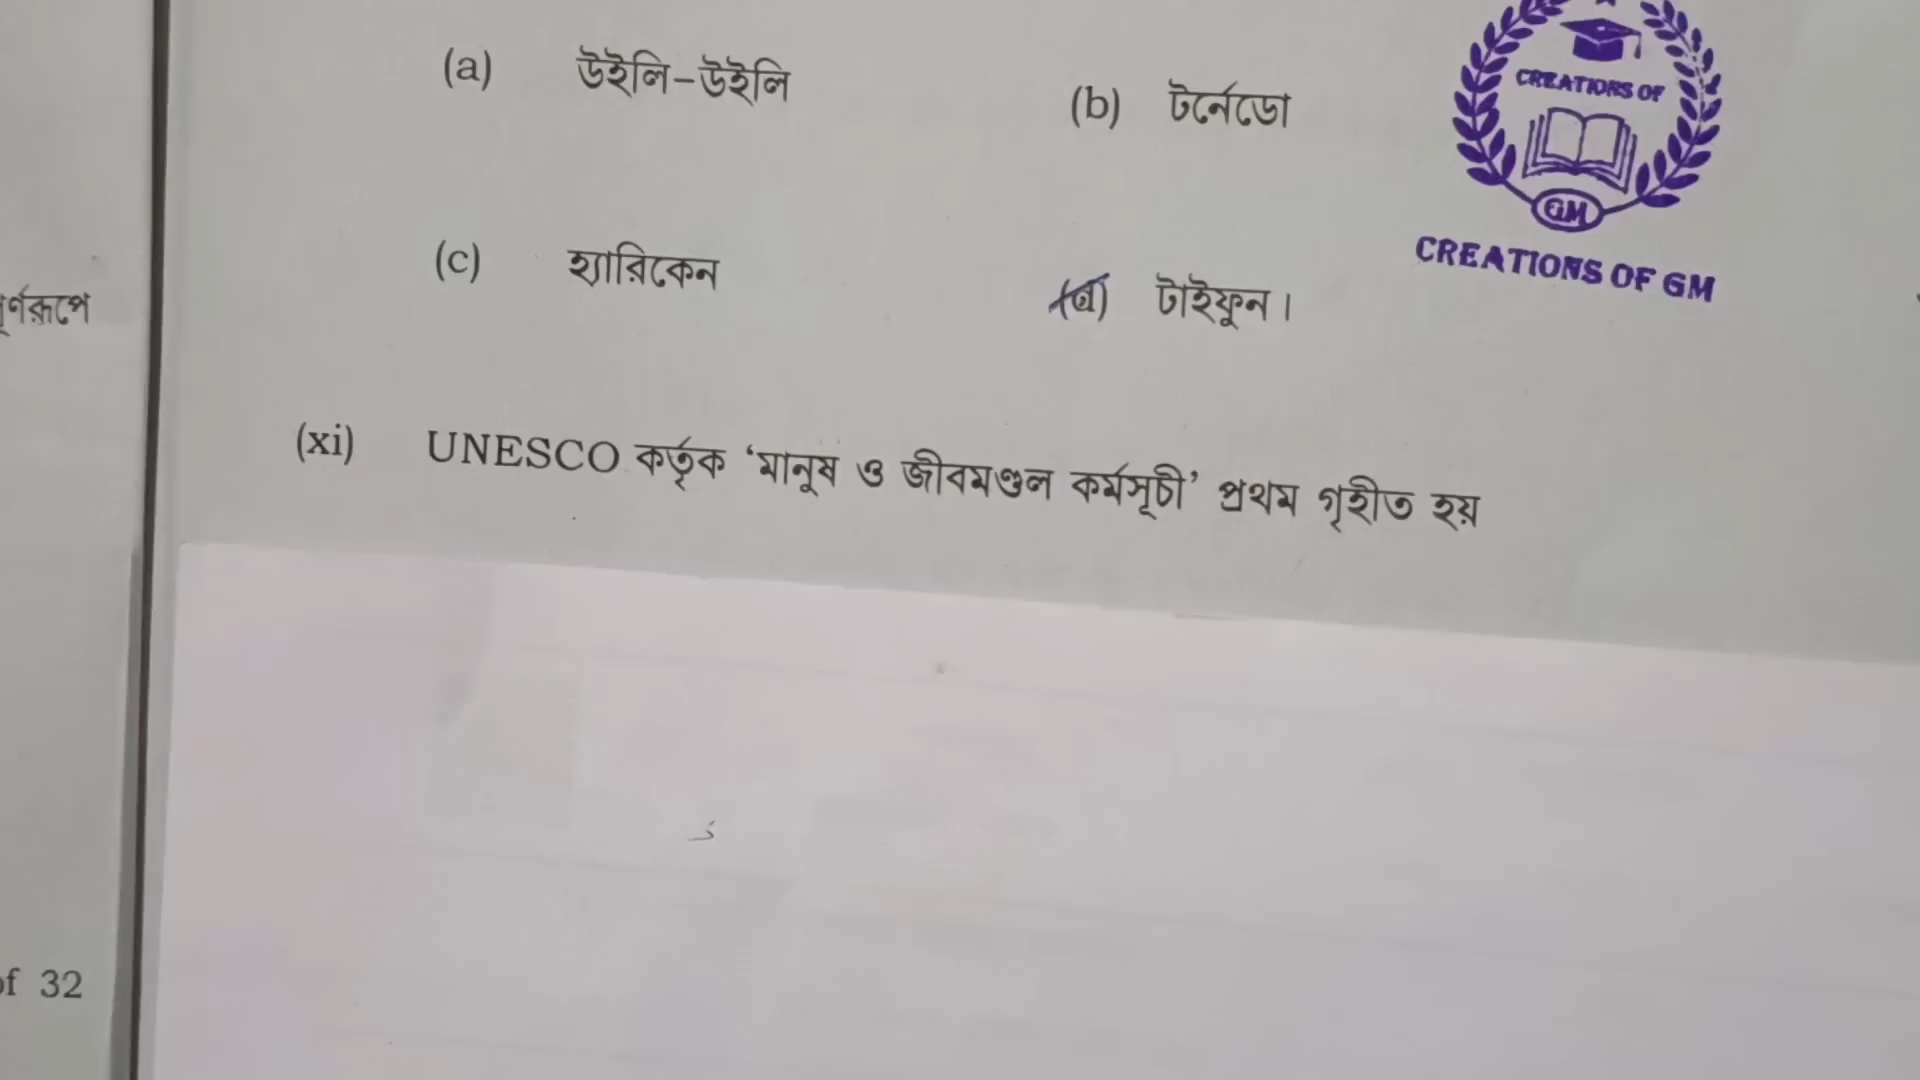 (a) উইলি-উইলি
(b) টর্নেডো
CREATIONS OF
GM
CREATIONS OF GM
(c) হ্যারিকেন
(d) টাইফুন।
র্ণরূপে
(xi) UNESCO কর্তৃক ‘মানুষ ও জীবমণ্ডল কর্মসূচী’ প্রথম গৃহীত হয়
of 32